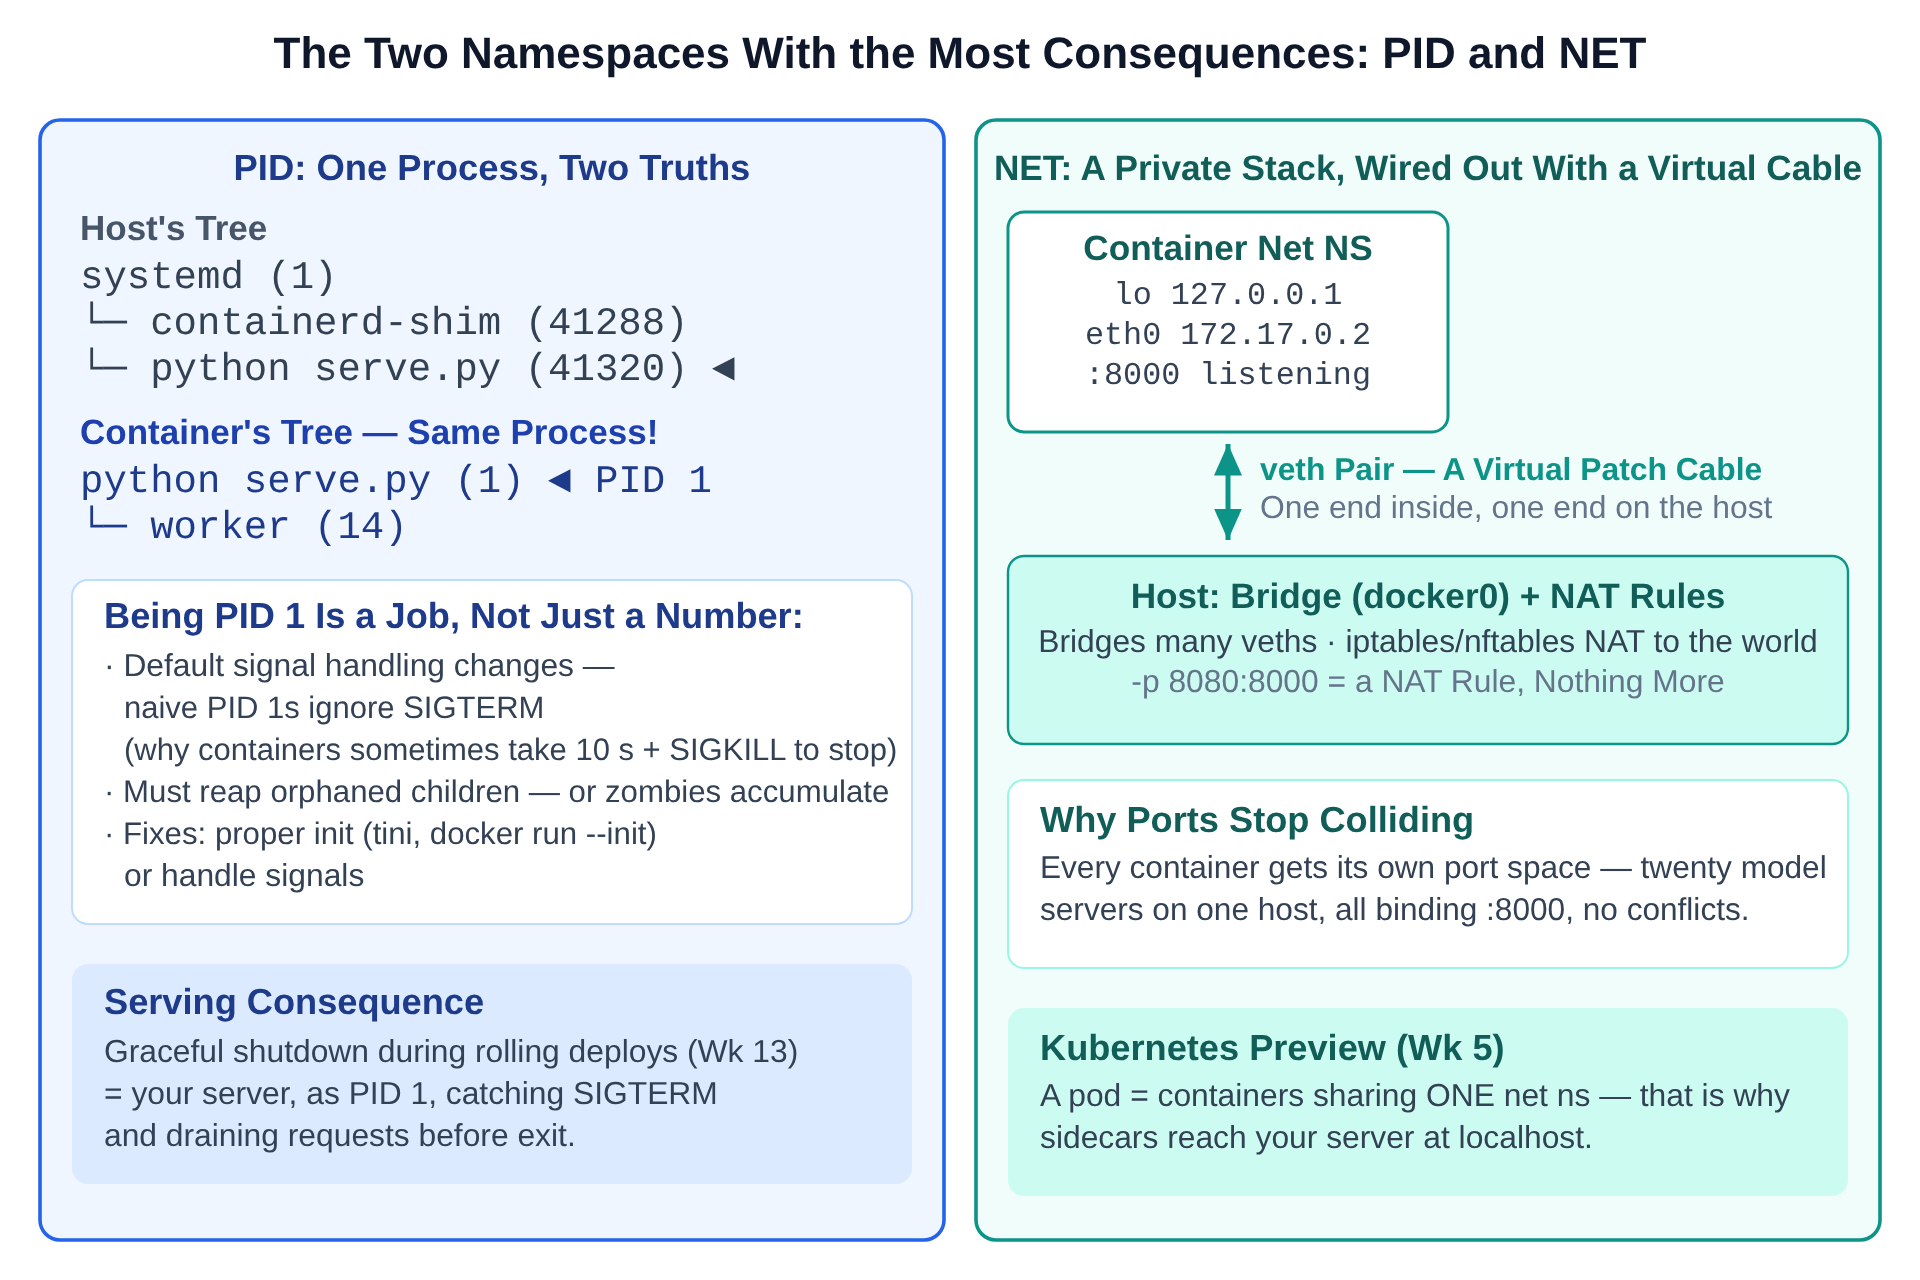 The Two Namespaces With the Most Consequences: PID and NET
PID: One Process, Two Truths
Host's Tree
systemd (1)
└─ containerd-shim (41288)
└─ python serve.py (41320) ◄
Container's Tree — Same Process!
python serve.py (1) ◄ PID 1
└─ worker (14)
Being PID 1 Is a Job, Not Just a Number:
· Default signal handling changes —
naive PID 1s ignore SIGTERM
(why containers sometimes take 10 s + SIGKILL to stop)
· Must reap orphaned children — or zombies accumulate
· Fixes: proper init (tini, docker run --init)
or handle signals
Serving Consequence
Graceful shutdown during rolling deploys (Wk 13)
= your server, as PID 1, catching SIGTERM
and draining requests before exit.
NET: A Private Stack, Wired Out With a Virtual Cable
Container Net NS
lo 127.0.0.1
eth0 172.17.0.2
:8000 listening
veth Pair — A Virtual Patch Cable
One end inside, one end on the host
Host: Bridge (docker0) + NAT Rules
Bridges many veths · iptables/nftables NAT to the world
-p 8080:8000 = a NAT Rule, Nothing More
Why Ports Stop Colliding
Every container gets its own port space — twenty model
servers on one host, all binding :8000, no conflicts.
Kubernetes Preview (Wk 5)
A pod = containers sharing ONE net ns — that is why
sidecars reach your server at localhost.